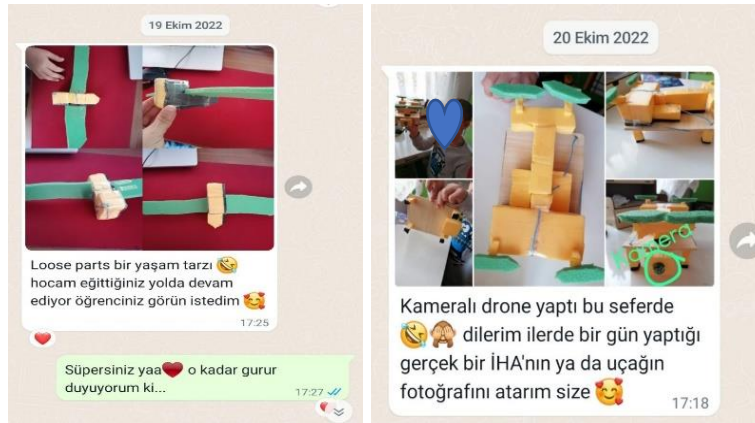 19 Ekim 2022
Loose parts bir yaşam tarzı 🤣
hocam eğittiğiniz yolda devam
ediyor öğrenciniz görün istedim 🥰
17:25
Süpersiniz yaa❤️ o kadar gurur
duyuyorum ki...
17:27
20 Ekim 2022
Kamera
Kameralı drone yaptı bu seferde
🤣🙈 dilerim ilerde bir gün yaptığı
gerçek bir İHA'nın ya da uçağın
fotoğrafını atarım size 🥰
17:18